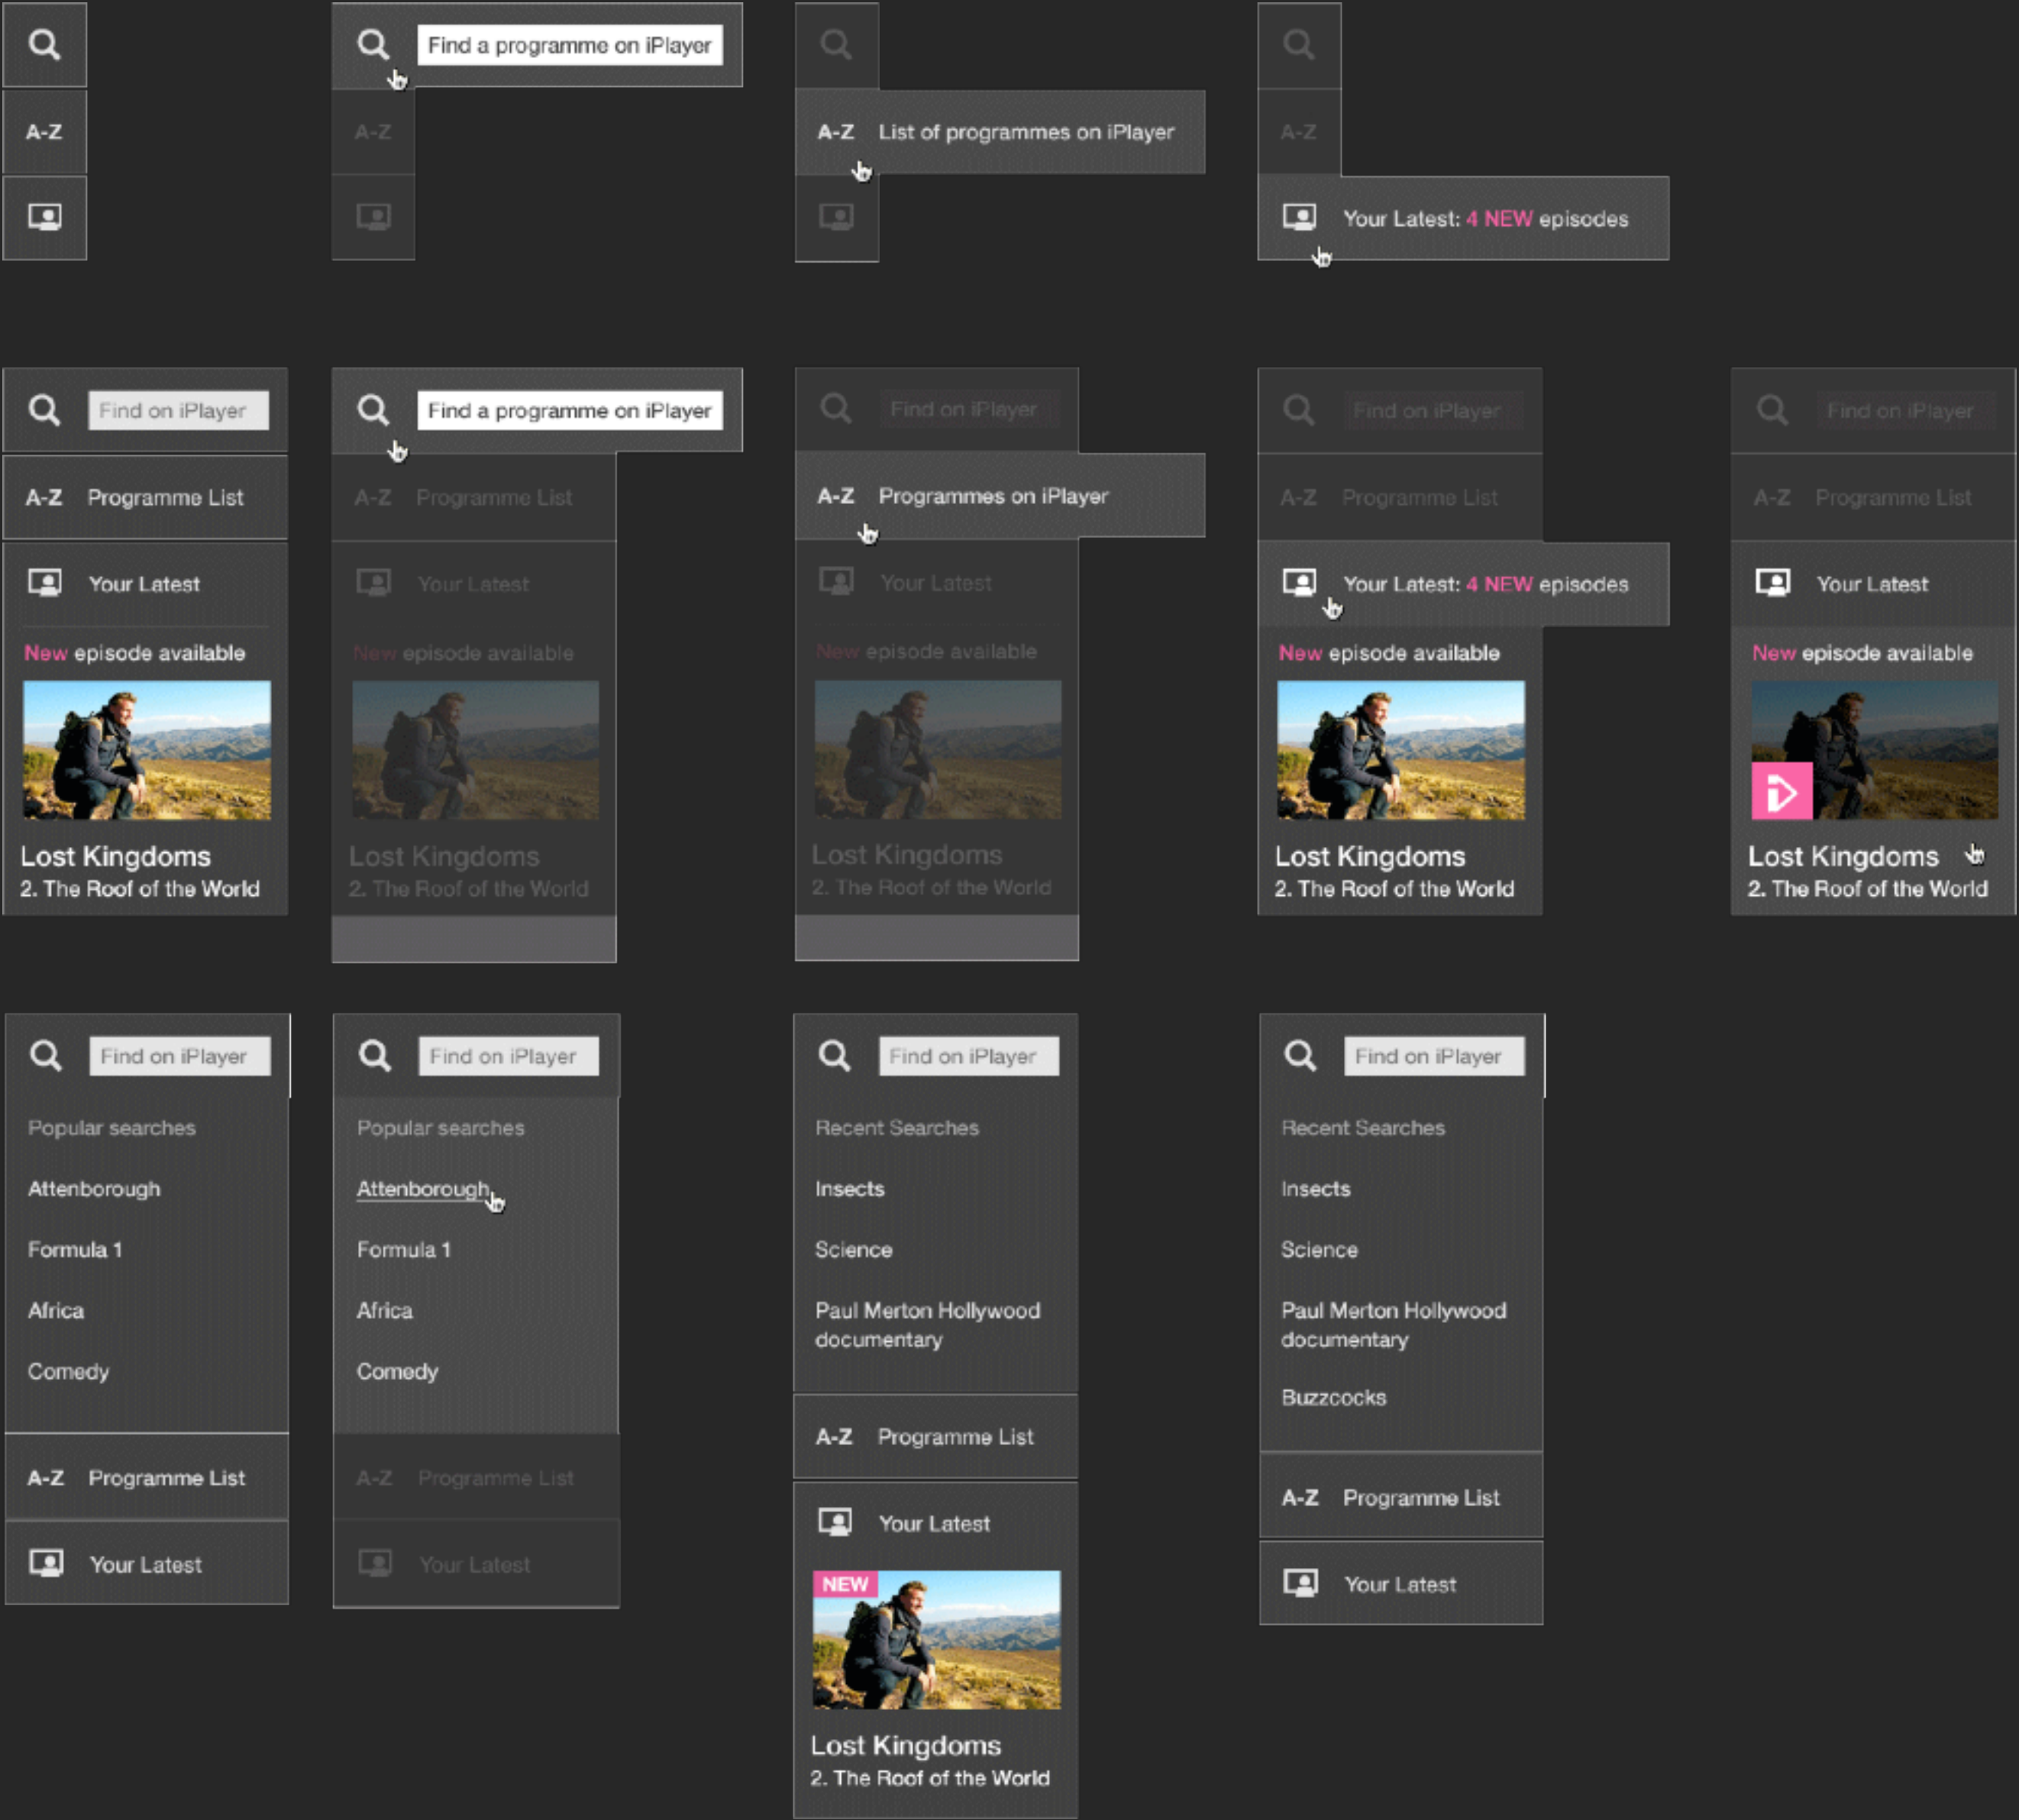 Find a programme on iPlayer
A-Z
A-Z
A-Z List of programmes on iPlayer
A-Z
Your Latest: 4 NEW episodes
Find on iPlayer
A-Z Programme List
Your Latest
New episode available
Lost Kingdoms
2. The Roof of the World
Find a programme on iPlayer
A-Z Programme List
Your Latest
New episode available
Lost Kingdoms
2. The Roof of the World
Find on iPlayer
A-Z Programmes on iPlayer
Your Latest
New episode available
Lost Kingdoms
2. The Roof of the World
Find on iPlayer
A-Z Programme List
Your Latest: 4 NEW episodes
New episode available
Lost Kingdoms
2. The Roof of the World
Find on iPlayer
A-Z Programme List
Your Latest
New episode available
Lost Kingdoms
2. The Roof of the World
Find on iPlayer
Popular searches
Attenborough
Formula 1
Africa
Comedy
A-Z Programme List
Your Latest
Find on iPlayer
Popular searches
Attenborough
Formula 1
Africa
Comedy
A-Z Programme List
Your Latest
Find on iPlayer
Recent Searches
Insects
Science
Paul Merton Hollywood
documentary
A-Z Programme List
Your Latest
NEW
Lost Kingdoms
2. The Roof of the World
Find on iPlayer
Recent Searches
Insects
Science
Paul Merton Hollywood
documentary
Buzzcocks
A-Z Programme List
Your Latest